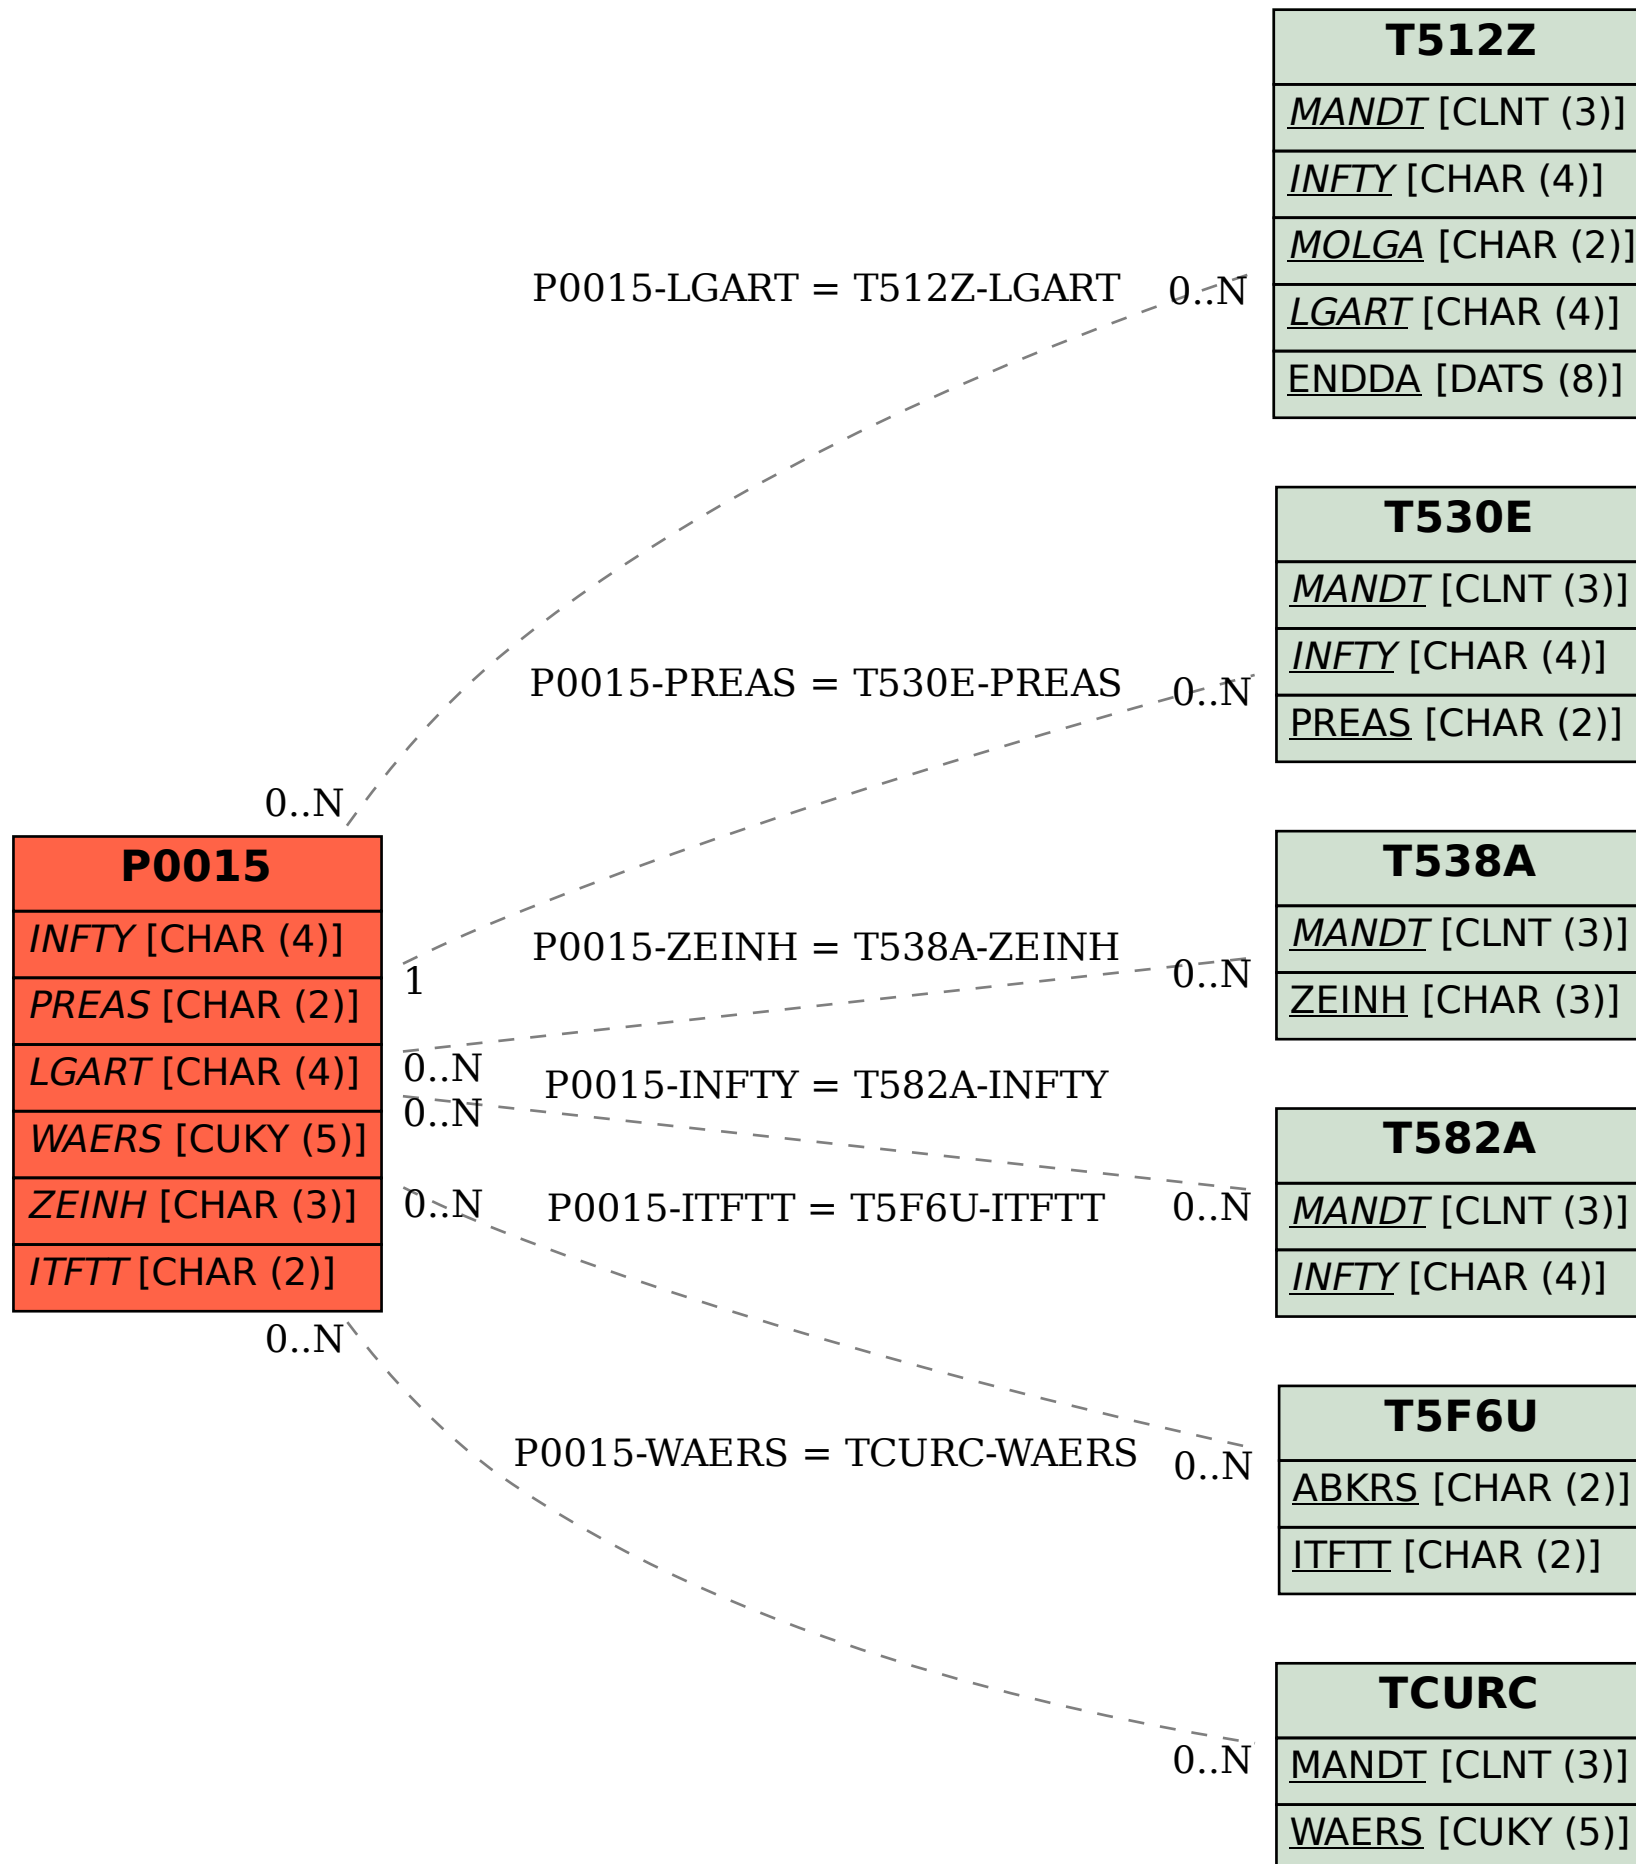 T512Z
MANDT [CLNT (3)]
INFTY [CHAR (4)]
MOLGA [CHAR (2)]
LGART [CHAR (4)]
ENDDA [DATS (8)]
P0015-LGART = T512Z-LGART
0..N
0..N
T530E
MANDT [CLNT (3)]
INFTY [CHAR (4)]
PREAS [CHAR (2)]
P0015-PREAS = T530E-PREAS
0..N
1
P0015
INFTY [CHAR (4)]
PREAS [CHAR (2)]
LGART [CHAR (4)]
WAERS [CUKY (5)]
ZEINH [CHAR (3)]
ITFTT [CHAR (2)]
T538A
MANDT [CLNT (3)]
ZEINH [CHAR (3)]
P0015-ZEINH = T538A-ZEINH
0..N
0..N
P0015-INFTY = T582A-INFTY
0..N
0..N
T582A
MANDT [CLNT (3)]
INFTY [CHAR (4)]
P0015-ITFTT = T5F6U-ITFTT
0..N
0..N
T5F6U
ABKRS [CHAR (2)]
ITFTT [CHAR (2)]
P0015-WAERS = TCURC-WAERS
0..N
0..N
TCURC
MANDT [CLNT (3)]
WAERS [CUKY (5)]